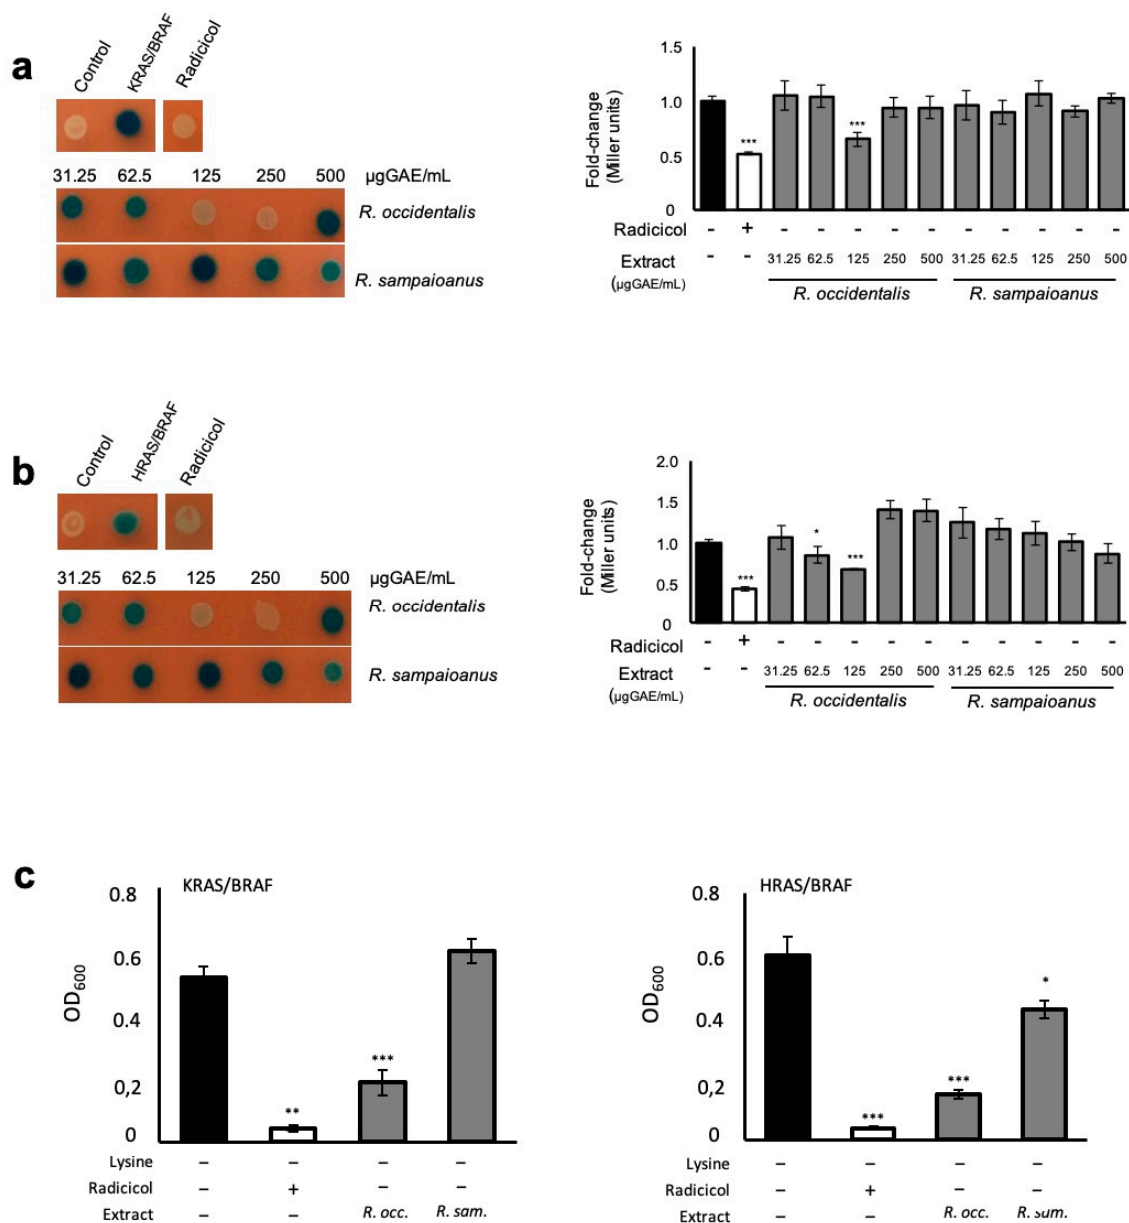 a
Control
KRAS/BRAF
Radicicol
31.25 62.5 125 250 500 µgGAE/mL
R. occidentalis
R. sampaioanus
Fold-change
(Miller units)
1.5
1.0
0.5
0
***
***
Radicicol - + - - - - - - - - - -
Extract - - 31.25 62.5 125 250 500 31.25 62.5 125 250 500
(µgGAE/mL)
R. occidentalis R. sampaioanus
b
Control
HRAS/BRAF
Radicicol
31.25 62.5 125 250 500 µgGAE/mL
R. occidentalis
R. sampaioanus
Fold-change
(Miller units)
2.0
1.5
1.0
0.5
0
***
*
***
Radicicol - + - - - - - - - - - -
Extract - - 31.25 62.5 125 250 500 31.25 62.5 125 250 500
(µgGAE/mL)
R. occidentalis R. sampaioanus
c
KRAS/BRAF
OD600
0.8
0.6
0.4
0,2
0
**
***
Lysine – – – –
Radicicol – + – –
Extract – – R. occ. R. sam.
HRAS/BRAF
OD600
0.8
0.6
0.4
0,2
0
***
***
*
Lysine – – – –
Radicicol – + – –
Extract – – R. occ. R. sam.